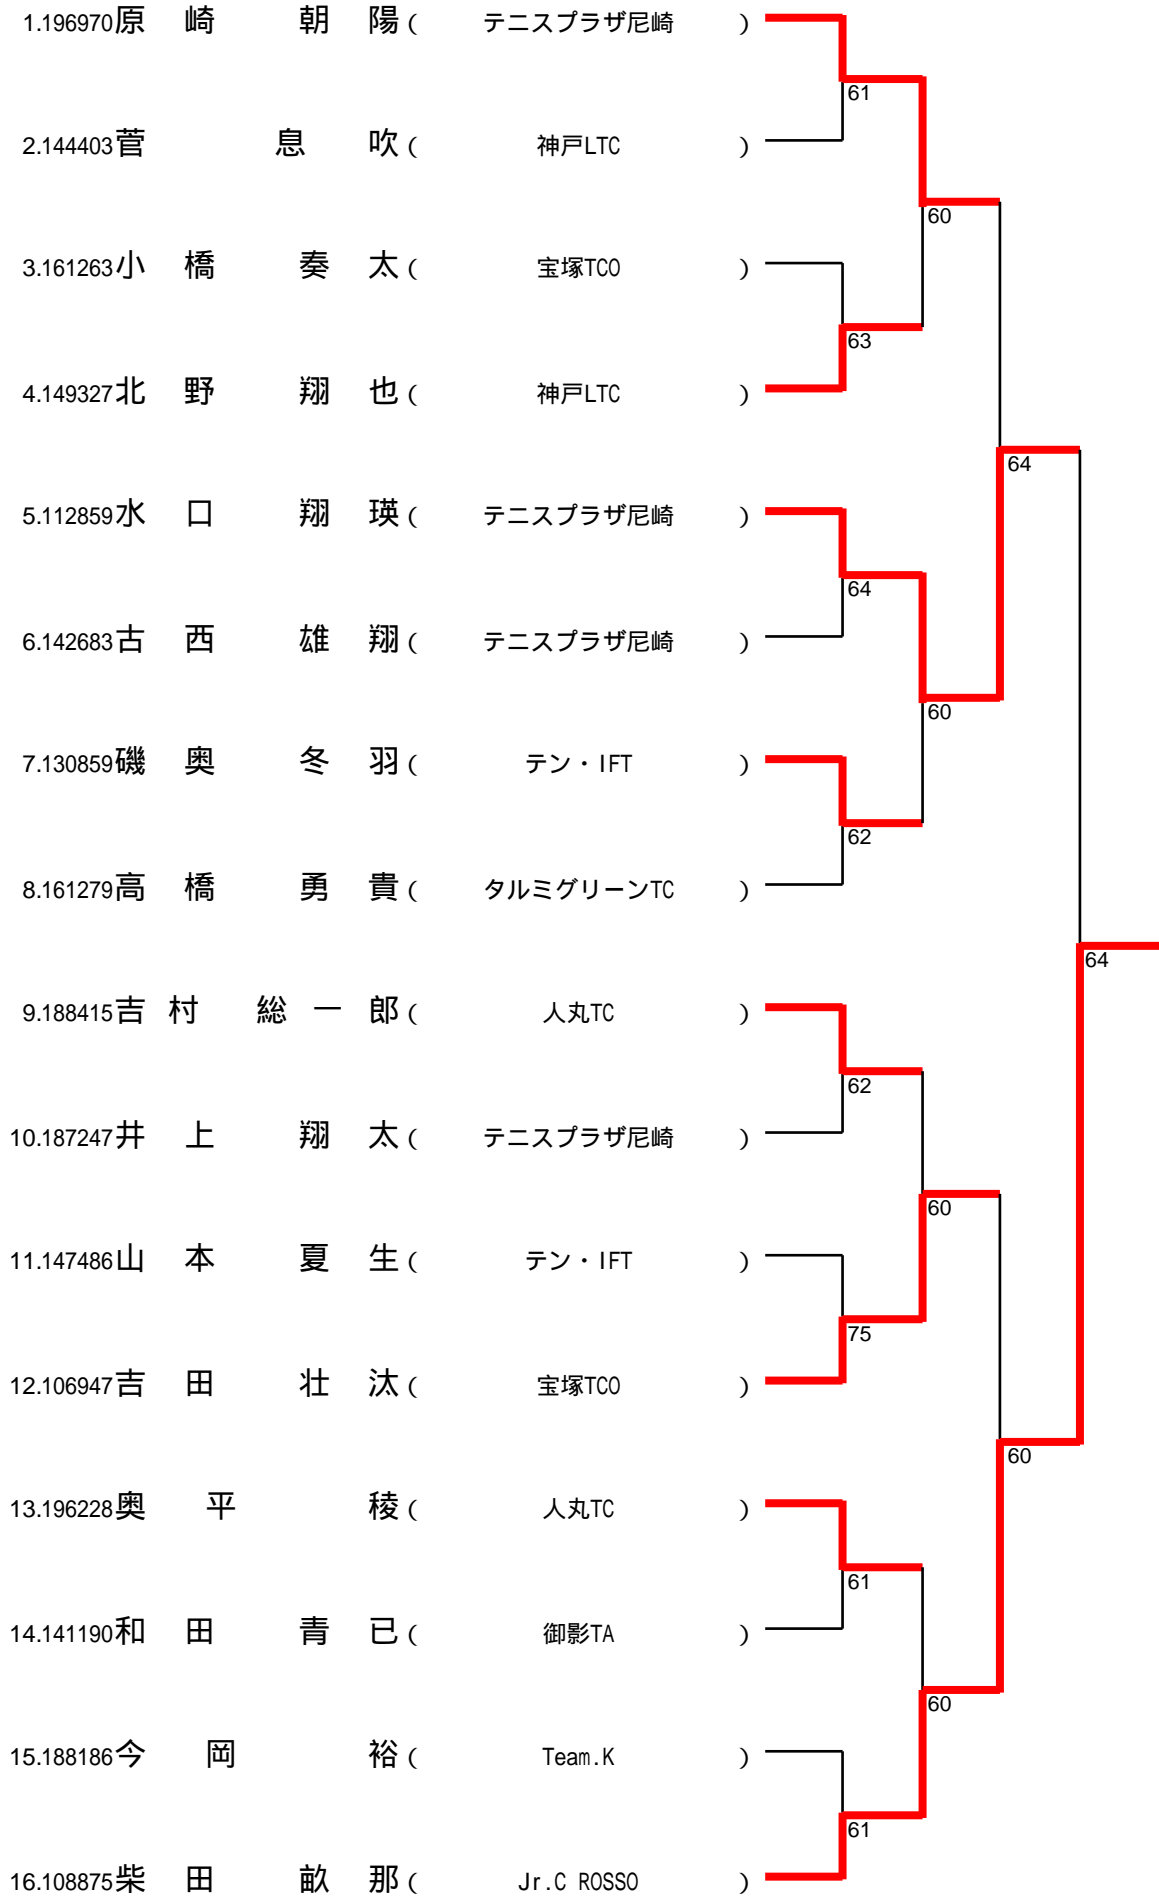 1.196970原崎 朝陽( テニスプラザ尼崎 )
61
2.144403菅 息吹( 神戸LTC )
60
3.161263小橋 奏太( 宝塚TCO )
63
4.149327北野 翔也( 神戸LTC )
64
5.112859水口 翔瑛( テニスプラザ尼崎 )
64
6.142683古西 雄翔( テニスプラザ尼崎 )
60
7.130859磯奥 冬羽( テン・IFT )
62
8.161279高橋 勇貴( タルミグリーンTC )
64
9.188415吉村 総一郎( 人丸TC )
62
10.187247井上 翔太( テニスプラザ尼崎 )
60
11.147486山本 夏生( テン・IFT )
75
12.106947吉田 壮汰( 宝塚TCO )
60
13.196228奥平 稜( 人丸TC )
61
14.141190和田 青已( 御影TA )
60
15.188186今岡 裕( Team.K )
61
16.108875柴田 畝那( Jr.C ROSSO )